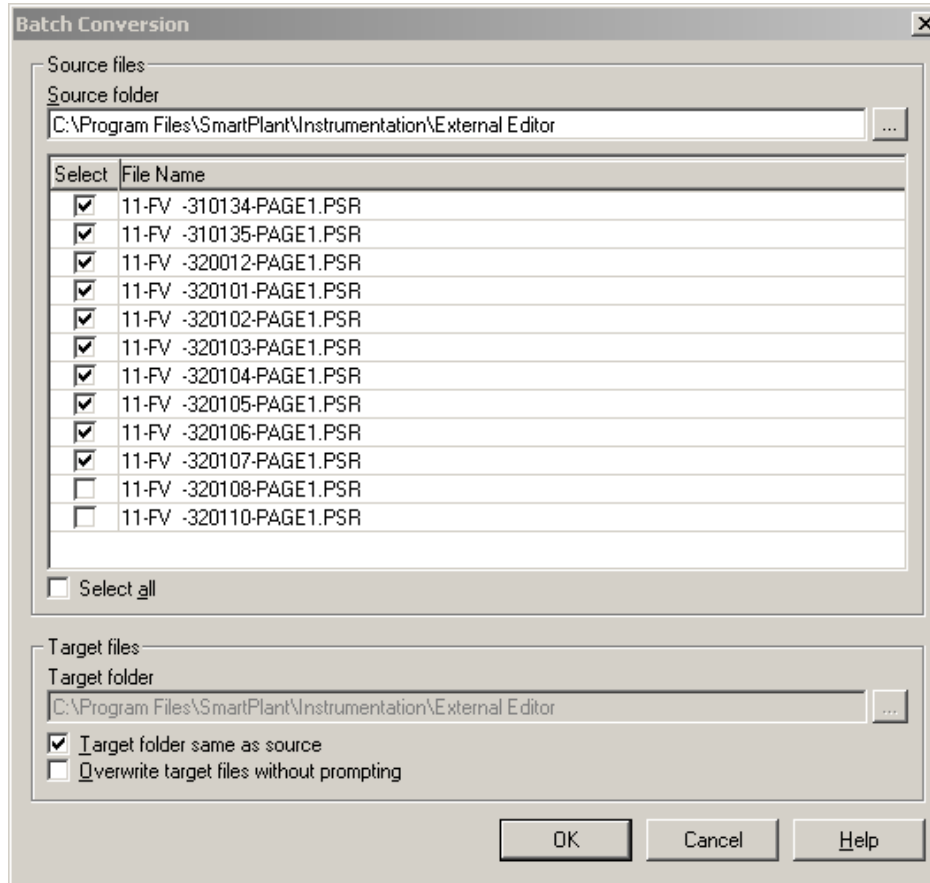 Batch Conversion
Source files
Source folder
C:\Program Files\SmartPlant\Instrumentation\External Editor
...
Select File Name
11-FV -310134-PAGE1.PSR
11-FV -310135-PAGE1.PSR
11-FV -320012-PAGE1.PSR
11-FV -320101-PAGE1.PSR
11-FV -320102-PAGE1.PSR
11-FV -320103-PAGE1.PSR
11-FV -320104-PAGE1.PSR
11-FV -320105-PAGE1.PSR
11-FV -320106-PAGE1.PSR
11-FV -320107-PAGE1.PSR
11-FV -320108-PAGE1.PSR
11-FV -320110-PAGE1.PSR
Select all
Target files
Target folder
C:\Program Files\SmartPlant\Instrumentation\External Editor
...
Target folder same as source
Overwrite target files without prompting
OK Cancel Help